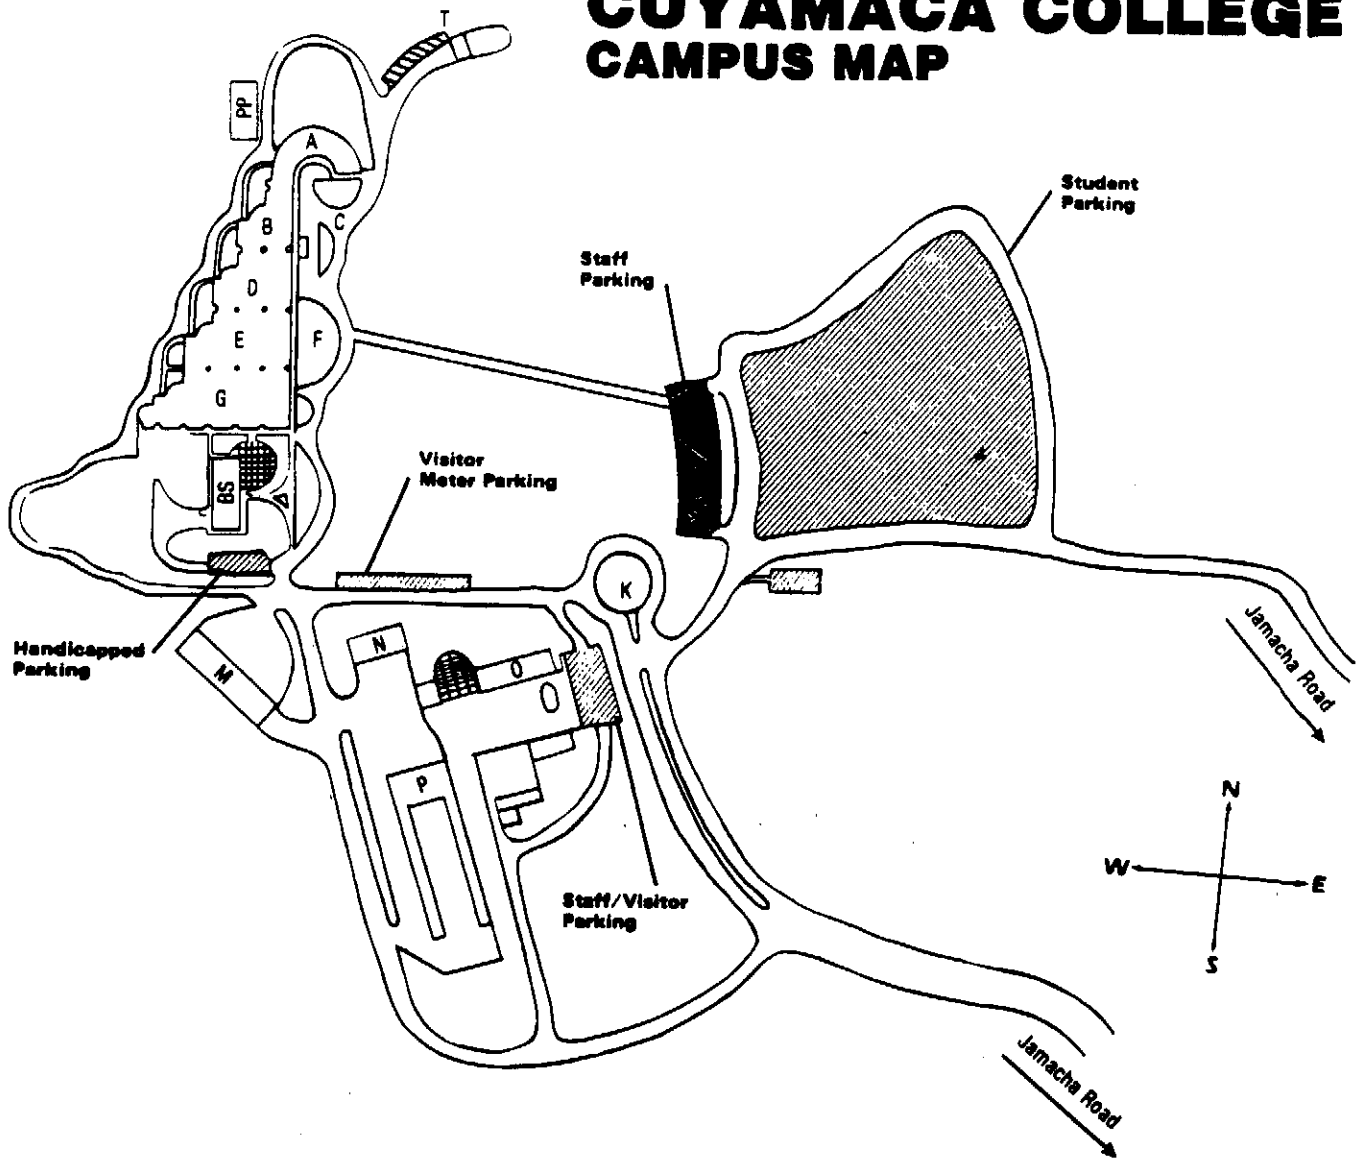 CUYAMACA COLLEGE
CAMPUS MAP
T
PP
A
Student
Parking
B
C
Staff
Parking
D
E
F
G
Visitor
Meter Parking
BS
K
Handicapped
Parking
N
M
O
Jamacha Road
P
N
W
E
Staff/Visitor
Parking
S
Jamacha Road